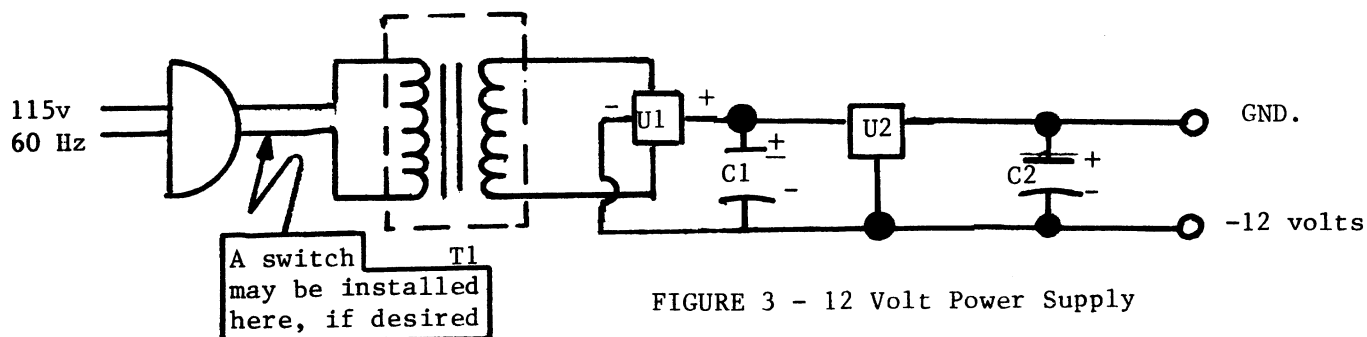 115v
60 Hz
- U1 +
+
C1
-
U2
+
C2
-
GND.
-12 volts
T1
A switch
may be installed
here, if desired
FIGURE 3 - 12 Volt Power Supply